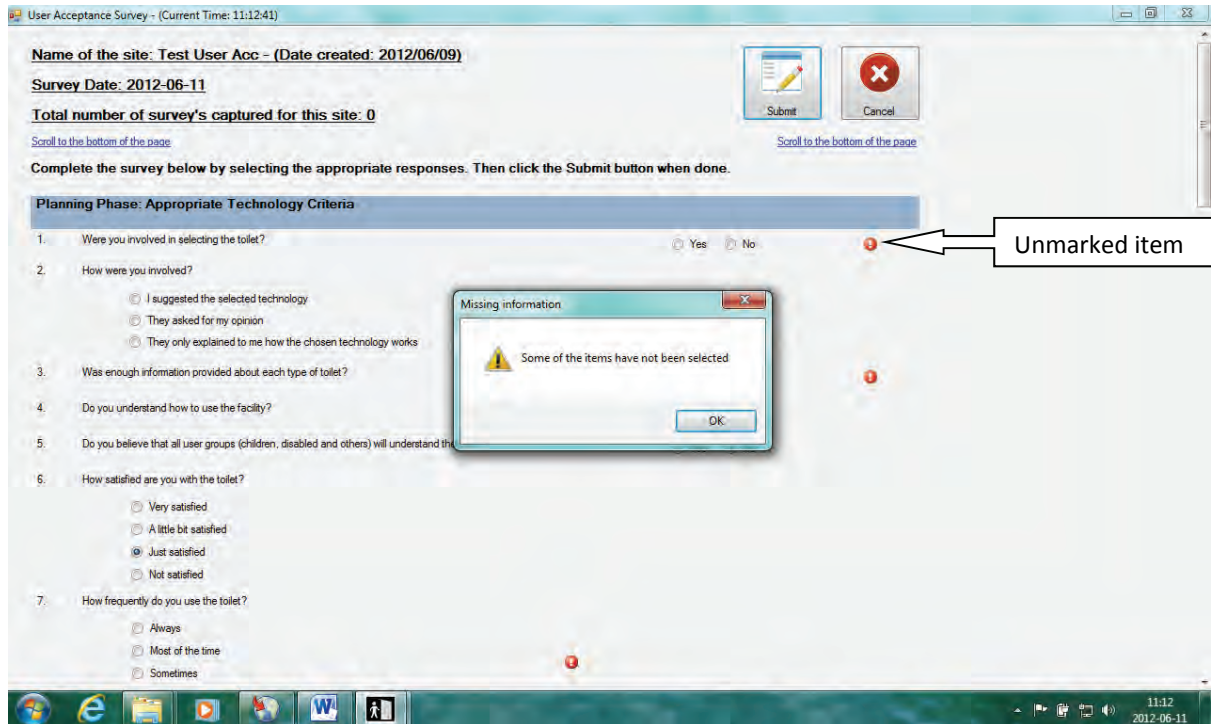 User Acceptance Survey - (Current Time: 11:12:41)
Name of the site: Test User Acc - (Date created: 2012/06/09)
Survey Date: 2012-06-11
Total number of survey's captured for this site: 0
Submit
Cancel
Scroll to the bottom of the page
Scroll to the bottom of the page
Complete the survey below by selecting the appropriate responses. Then click the Submit button when done.
Planning Phase: Appropriate Technology Criteria
1. Were you involved in selecting the toilet? Yes No
Unmarked item
2. How were you involved?
I suggested the selected technology
They asked for my opinion
They only explained to me how the chosen technology works
Missing information
Some of the items have not been selected
OK
3. Was enough information provided about each type of toilet?
4. Do you understand how to use the facility?
5. Do you believe that all user groups (children, disabled and others) will understand the
6. How satisfied are you with the toilet?
Very satisfied
A little bit satisfied
Just satisfied
Not satisfied
7. How frequently do you use the toilet?
Always
Most of the time
Sometimes
11:12
2012-06-11